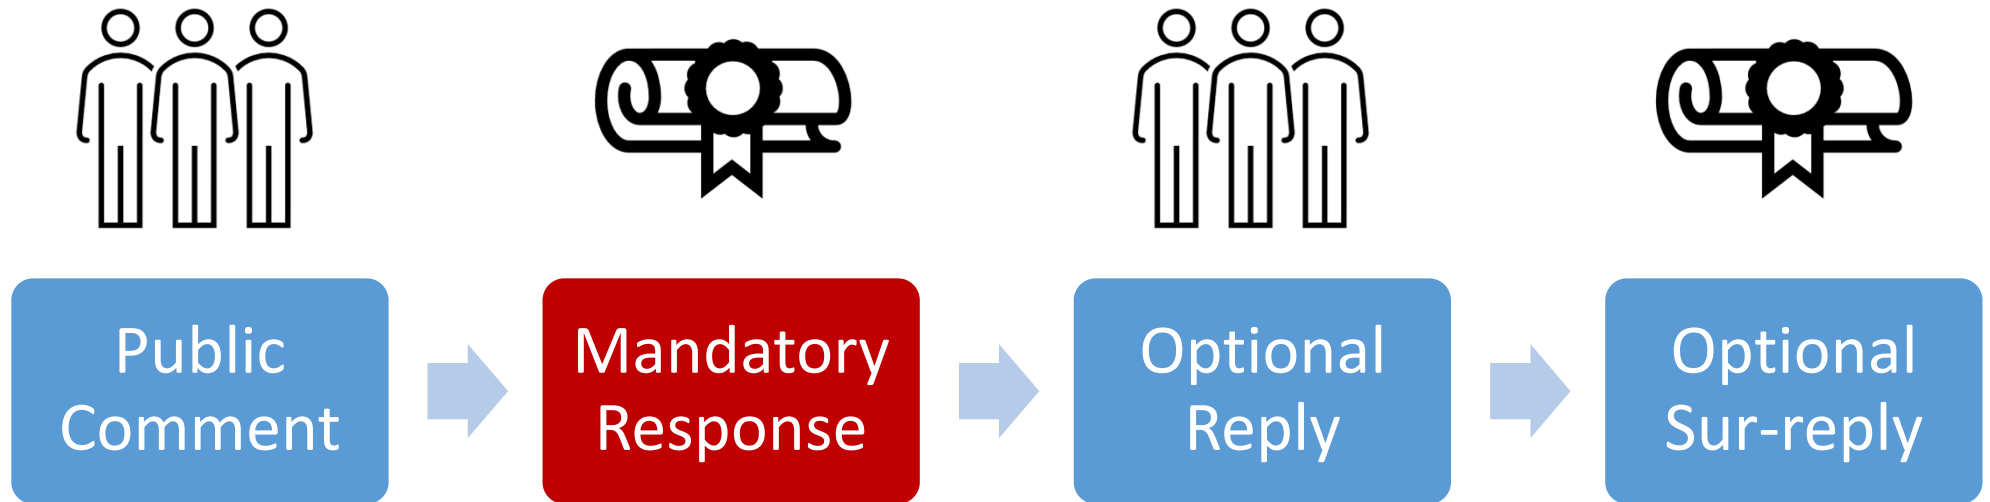 Public
Comment
Mandatory
Response
Optional
Reply
Optional
Sur-reply